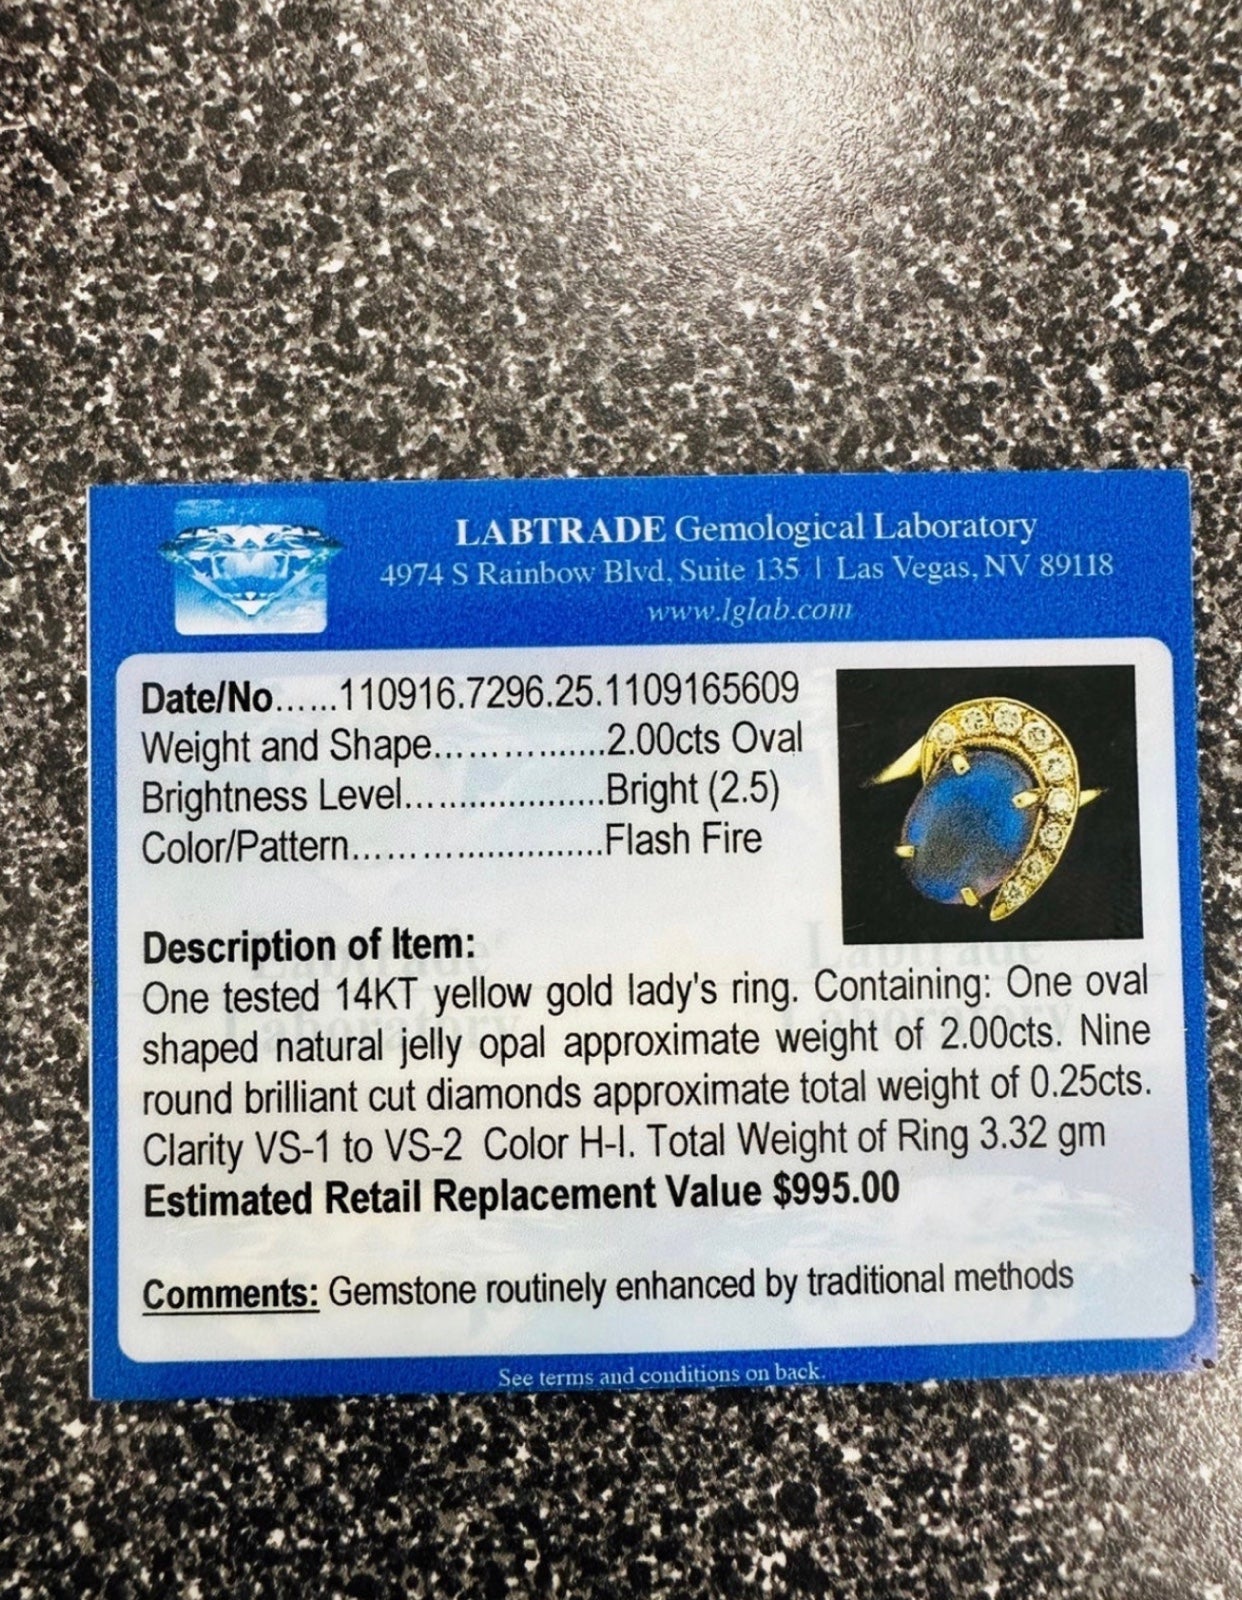 LABTRADE Gemological Laboratory
4974 S Rainbow Blvd, Suite 135 | Las Vegas, NV 89118
www.lglab.com
Date/No......110916.7296.25.1109165609
Weight and Shape.................2.00cts Oval
Brightness Level.....................Bright (2.5)
Color/Pattern..........................Flash Fire
Description of Item:
One tested 14KT yellow gold lady's ring. Containing: One oval
shaped natural jelly opal approximate weight of 2.00cts. Nine
round brilliant cut diamonds approximate total weight of 0.25cts.
Clarity VS-1 to VS-2 Color H-I. Total Weight of Ring 3.32 gm
Estimated Retail Replacement Value $995.00
Comments: Gemstone routinely enhanced by traditional methods
See terms and conditions on back.
Labtrade Labtrade
Laboratory Laboratory